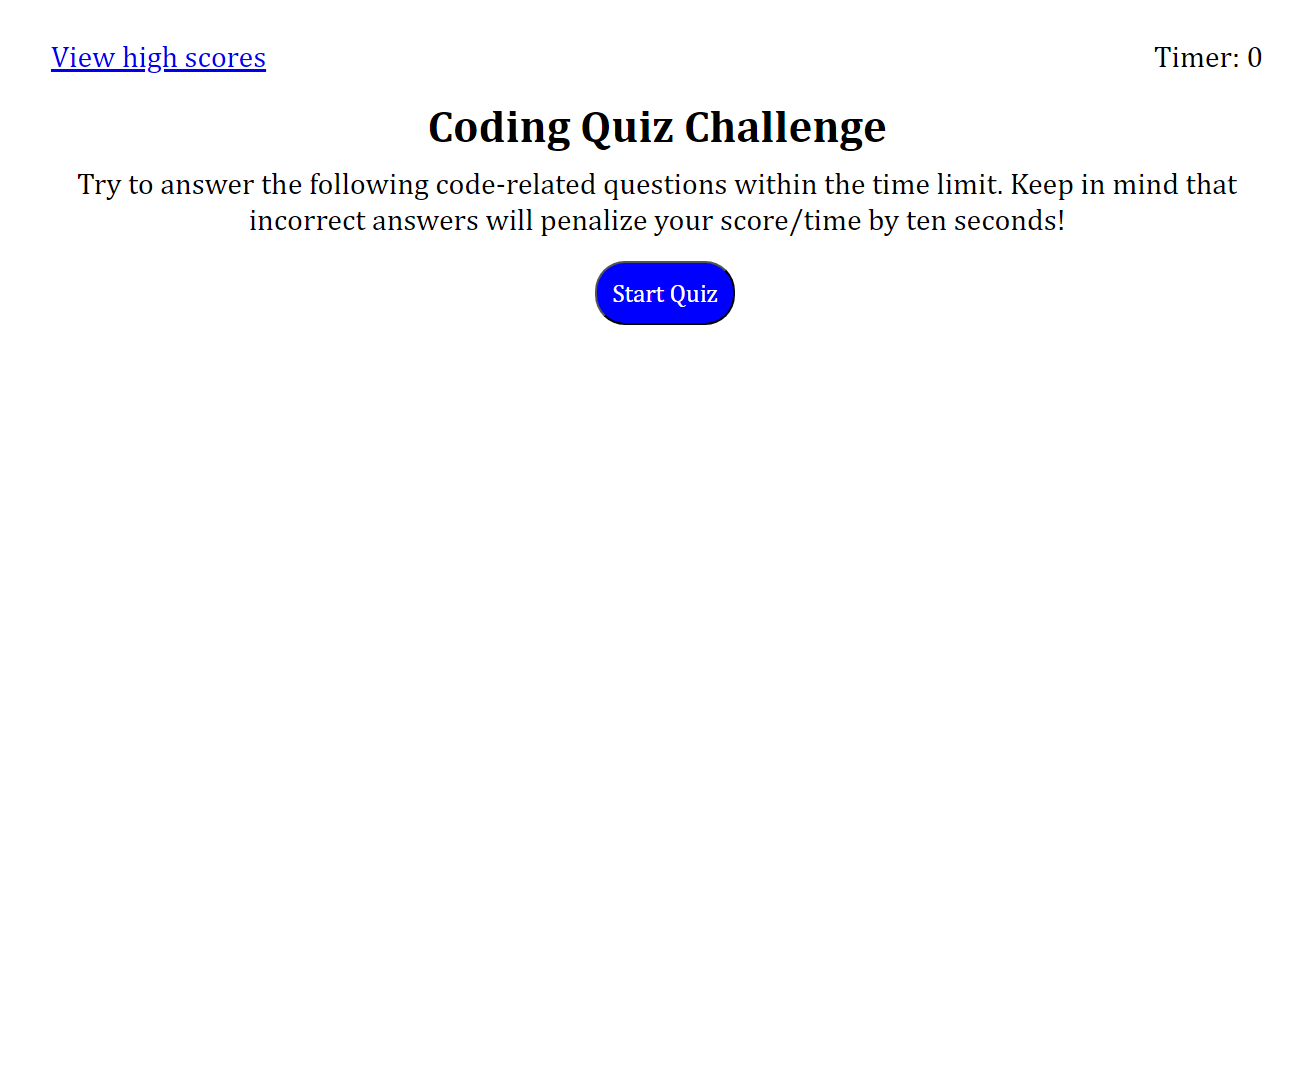 View high scores
Timer: 0
Coding Quiz Challenge
Try to answer the following code-related questions within the time limit. Keep in mind that
incorrect answers will penalize your score/time by ten seconds!
Start Quiz